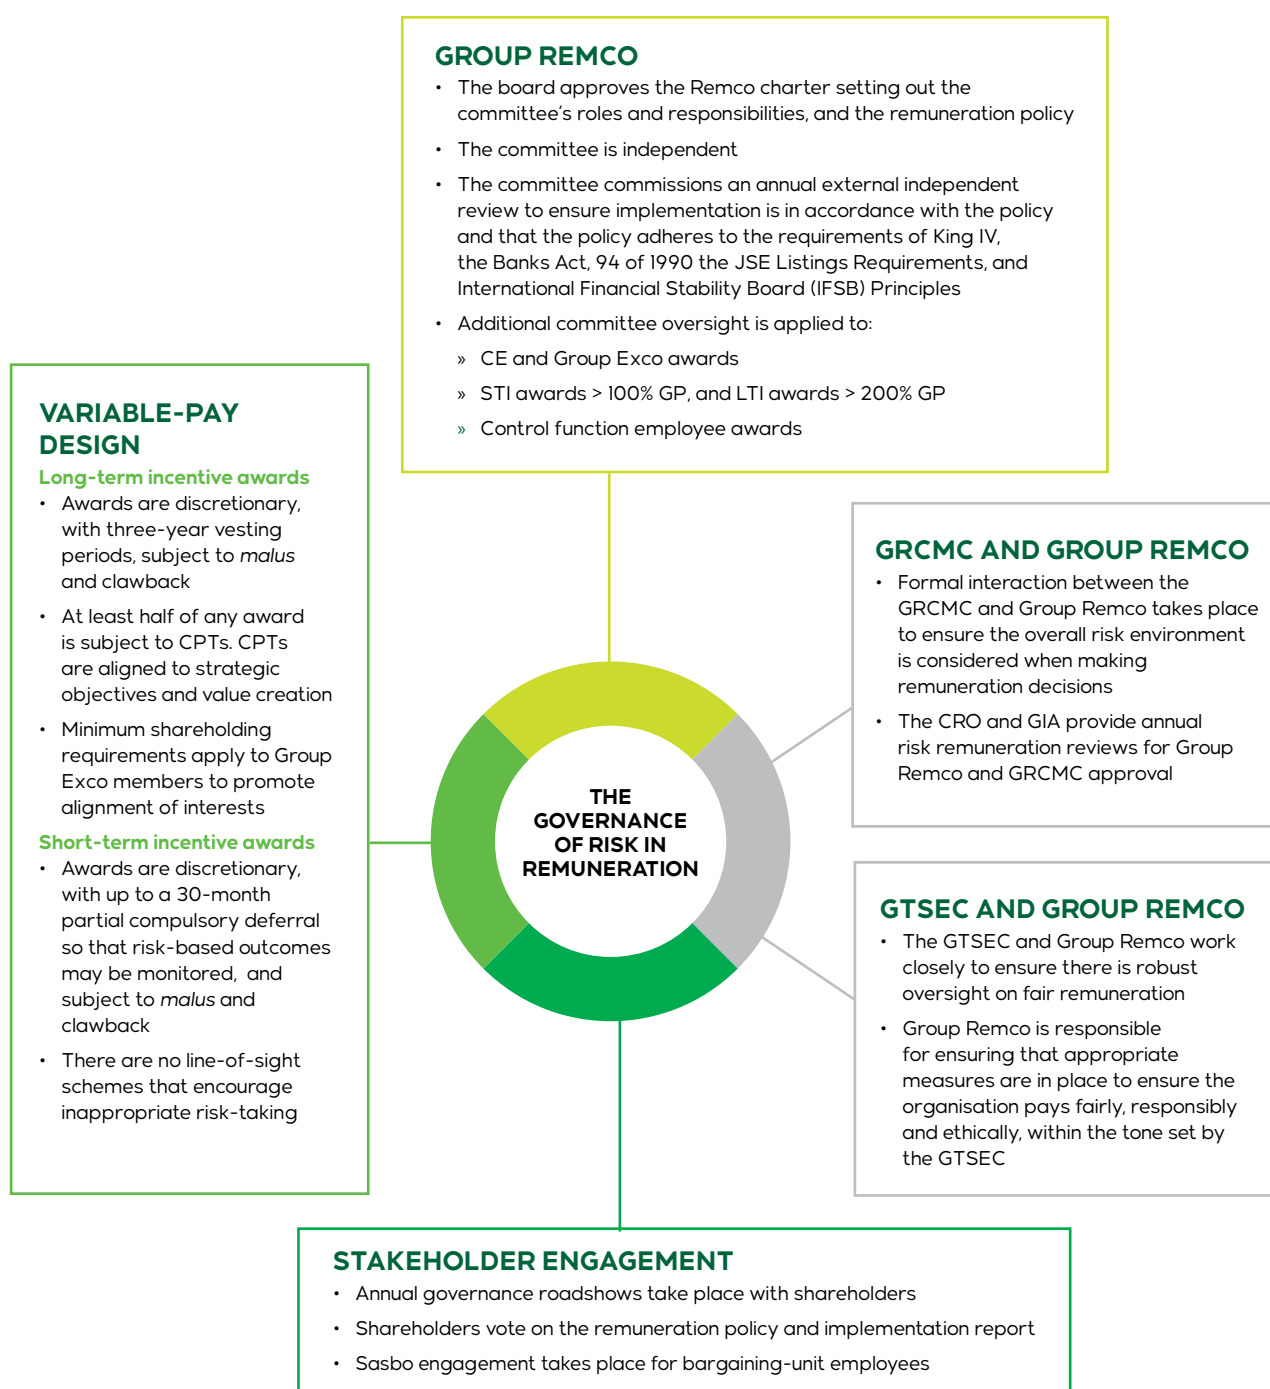 GROUP REMCO
• The board approves the Remco charter setting out the
committee's roles and responsibilities, and the remuneration policy
• The committee is independent
• The committee commissions an annual external independent
review to ensure implementation is in accordance with the policy
and that the policy adheres to the requirements of King IV,
the Banks Act, 94 of 1990 the JSE Listings Requirements, and
International Financial Stability Board (IFSB) Principles
• Additional committee oversight is applied to:
» CE and Group Exco awards
» STI awards > 100% GP, and LTI awards > 200% GP
» Control function employee awards
VARIABLE-PAY
DESIGN
Long-term incentive awards
• Awards are discretionary,
with three-year vesting
periods, subject to malus
and clawback
• At least half of any award
is subject to CPTs. CPTs
are aligned to strategic
objectives and value creation
• Minimum shareholding
requirements apply to Group
Exco members to promote
alignment of interests
Short-term incentive awards
• Awards are discretionary,
with up to a 30-month
partial compulsory deferral
so that risk-based outcomes
may be monitored, and
subject to malus and
clawback
• There are no line-of-sight
schemes that encourage
inappropriate risk-taking
THE
GOVERNANCE
OF RISK IN
REMUNERATION
GRCMC AND GROUP REMCO
• Formal interaction between the
GRCMC and Group Remco takes place
to ensure the overall risk environment
is considered when making
remuneration decisions
• The CRO and GIA provide annual
risk remuneration reviews for Group
Remco and GRCMC approval
GTSEC AND GROUP REMCO
• The GTSEC and Group Remco work
closely to ensure there is robust
oversight on fair remuneration
• Group Remco is responsible
for ensuring that appropriate
measures are in place to ensure the
organisation pays fairly, responsibly
and ethically, within the tone set by
the GTSEC
STAKEHOLDER ENGAGEMENT
• Annual governance roadshows take place with shareholders
• Shareholders vote on the remuneration policy and implementation report
• Sasbo engagement takes place for bargaining-unit employees